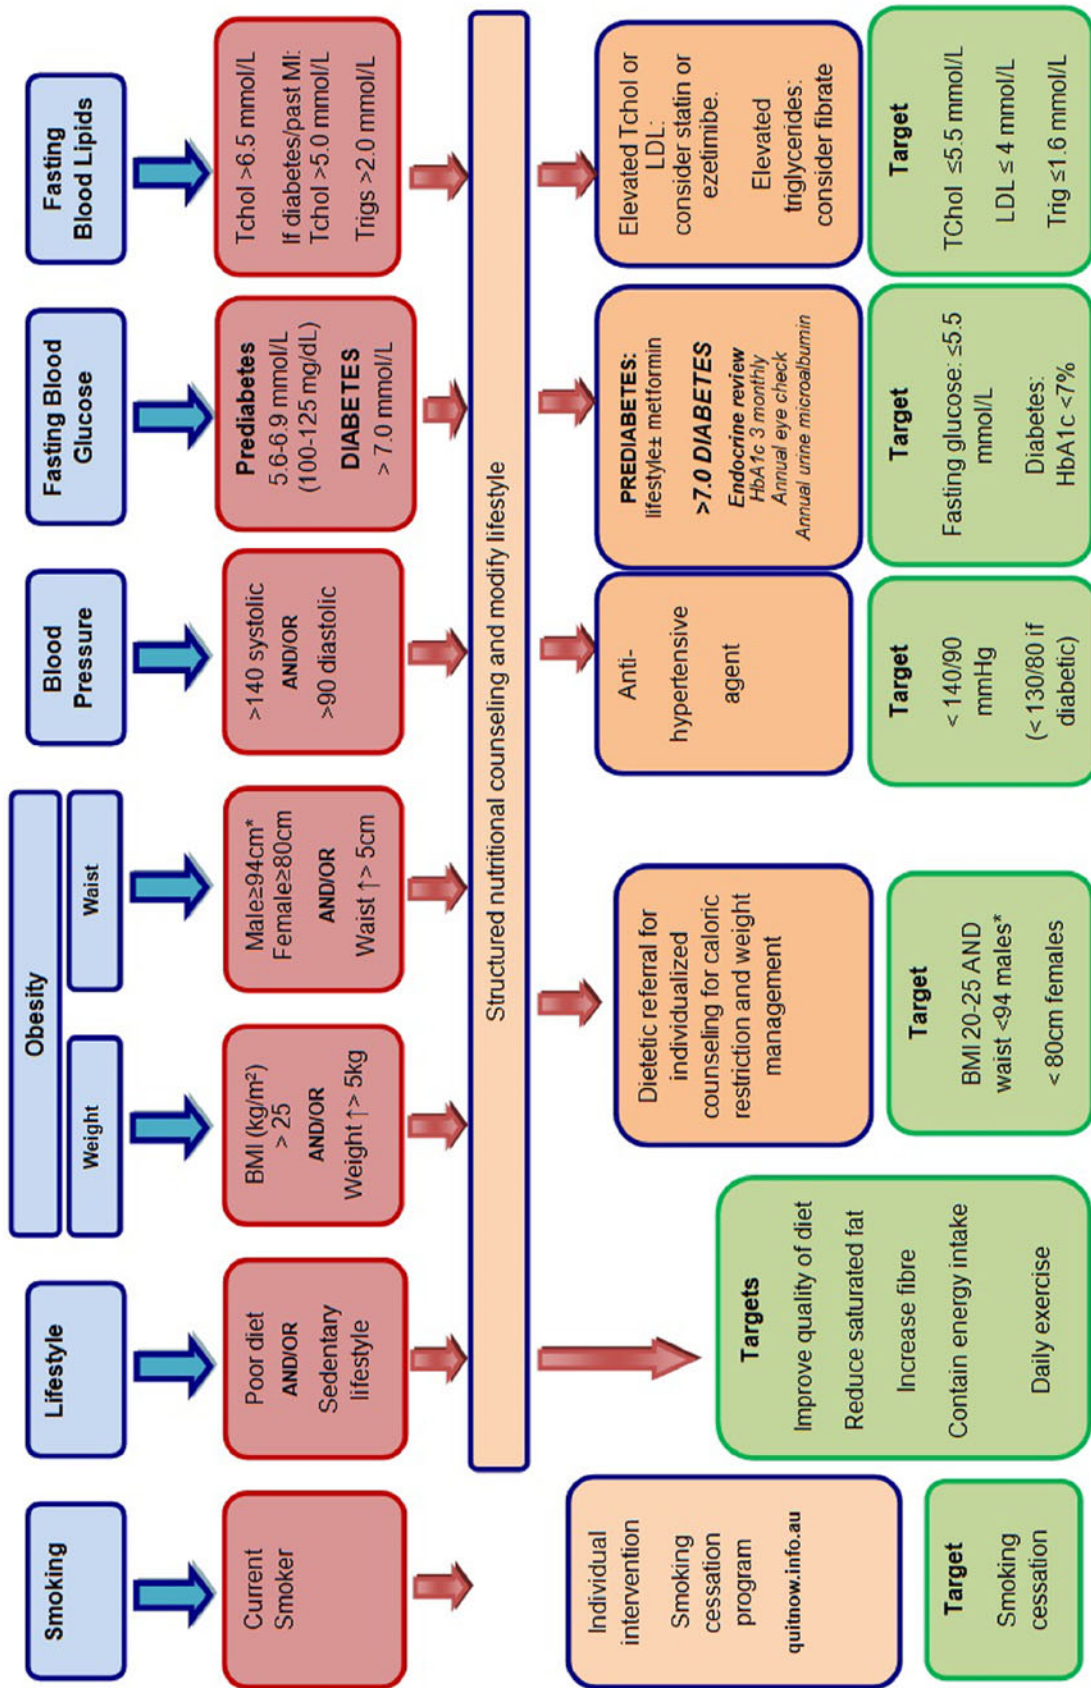 Smoking
Lifestyle
Obesity
Weight
Waist
Blood
Pressure
Fasting Blood
Glucose
Fasting
Blood Lipids
Current
Smoker
Poor diet
AND/OR
Sedentary
lifestyle
BMI (kg/m²)
> 25
AND/OR
Weight ↑> 5kg
Male≥94cm*
Female≥80cm
AND/OR
Waist ↑> 5cm
>140 systolic
AND/OR
>90 diastolic
Prediabetes
5.6-6.9 mmol/L
(100-125 mg/dL)
DIABETES
> 7.0 mmol/L
Tchol >6.5 mmol/L
If diabetes/past MI:
Tchol >5.0 mmol/L
Trigs >2.0 mmol/L
Structured nutritional counseling and modify lifestyle
Individual
intervention
Smoking
cessation
program
quitnow.info.au
Dietetic referral for
individualized
counseling for caloric
restriction and weight
management
Anti-
hypertensive
agent
PREDIABETES:
lifestyle± metformin
>7.0 DIABETES
Endocrine review
HbA1c 3 monthly
Annual eye check
Annual urine microalbumin
Elevated Tchol or
LDL:
consider statin or
ezetimibe.
Elevated
triglycerides:
consider fibrate
Target
Smoking
cessation
Targets
Improve quality of diet
Reduce saturated fat
Increase fibre
Contain energy intake
Daily exercise
Target
BMI 20-25 AND
waist <94 males*
< 80cm females
Target
< 140/90
mmHg
(< 130/80 if
diabetic)
Target
Fasting glucose: ≤5.5
mmol/L
Diabetes:
HbA1c <7%
Target
TChol ≤5.5 mmol/L
LDL ≤ 4 mmol/L
Trig ≤1.6 mmol/L